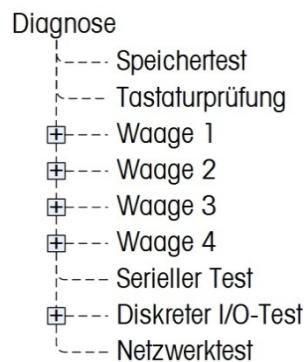 Diagnose
Speichertest
Tastaturprüfung
Waage 1
Waage 2
Waage 3
Waage 4
Serieller Test
Diskreter I/O-Test
Netzwerktest